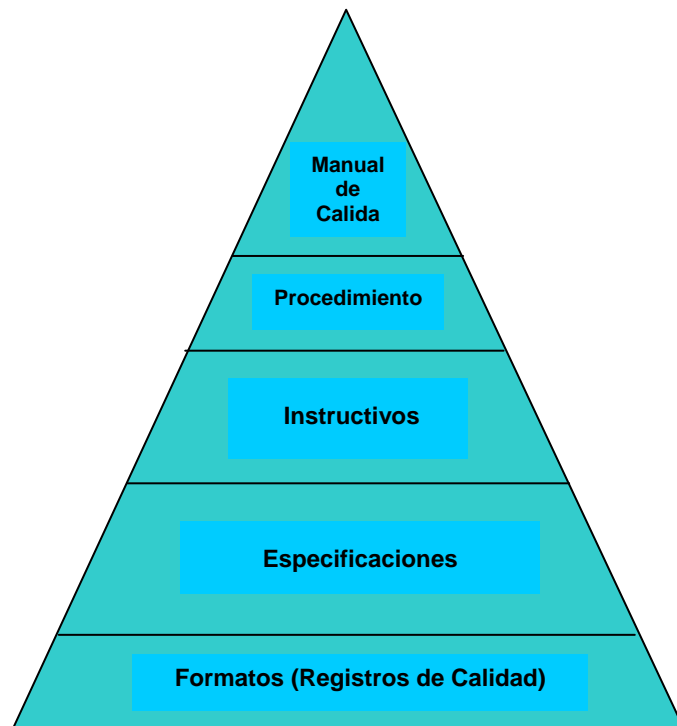 Manual
de
Calida
Procedimiento
Instructivos
Especificaciones
Formatos (Registros de Calidad)